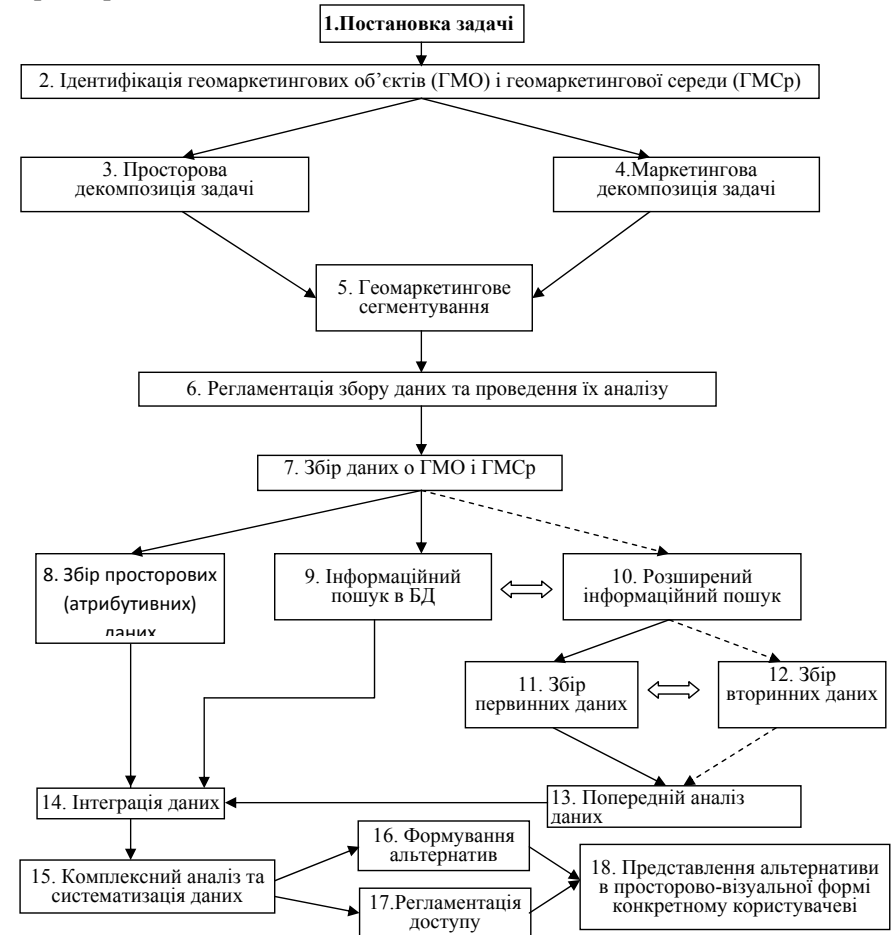 1.Постановка задачі
2. Ідентифікація геомаркетингових об’єктів (ГМО) і геомаркетингової середи (ГМСр)
3. Просторова
декомпозиція задачі
4.Маркетингова
декомпозиція задачі
5. Геомаркетингове
сегментування
6. Регламентація збору даних та проведення їх аналізу
7. Збір даних о ГМО і ГМСр
8. Збір просторових
(атрибутивних)
даних
9. Інформаційний
пошук в БД
10. Розширений
інформаційний пошук
11. Збір
первинних даних
12. Збір
вторинних даних
14. Інтеграція даних
13. Попередній аналіз
даних
15. Комплексний аналіз та
систематизація даних
16. Формування
альтернатив
17.Регламентація
доступу
18. Представлення альтернативи
в просторово-візуальної формі
конкретному користувачеві